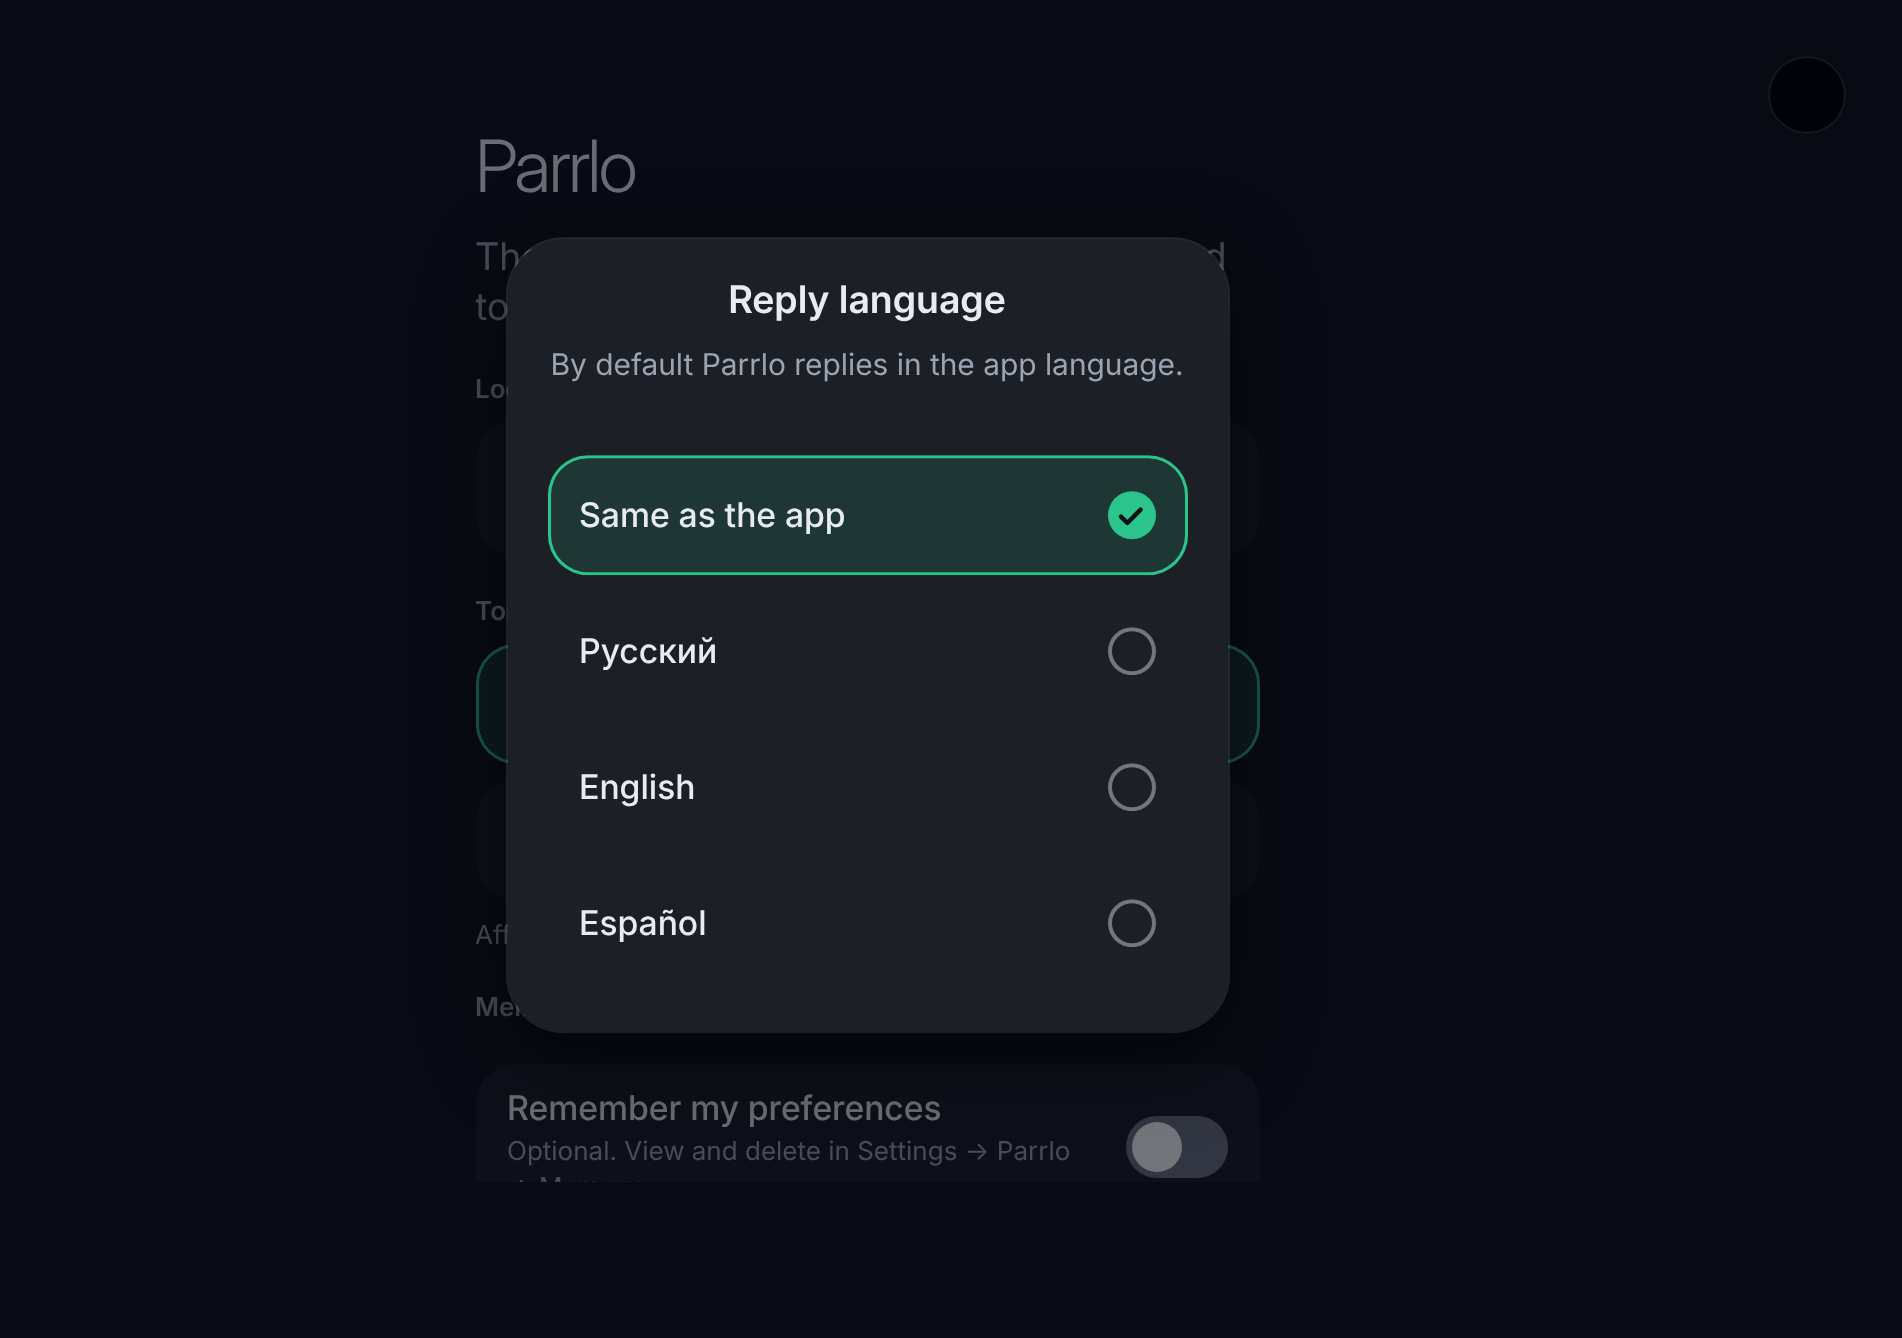 Parrlo
Reply language
By default Parrlo replies in the app language.
Same as the app
Русский
English
Español
Remember my preferences
Optional. View and delete in Settings → Parrlo